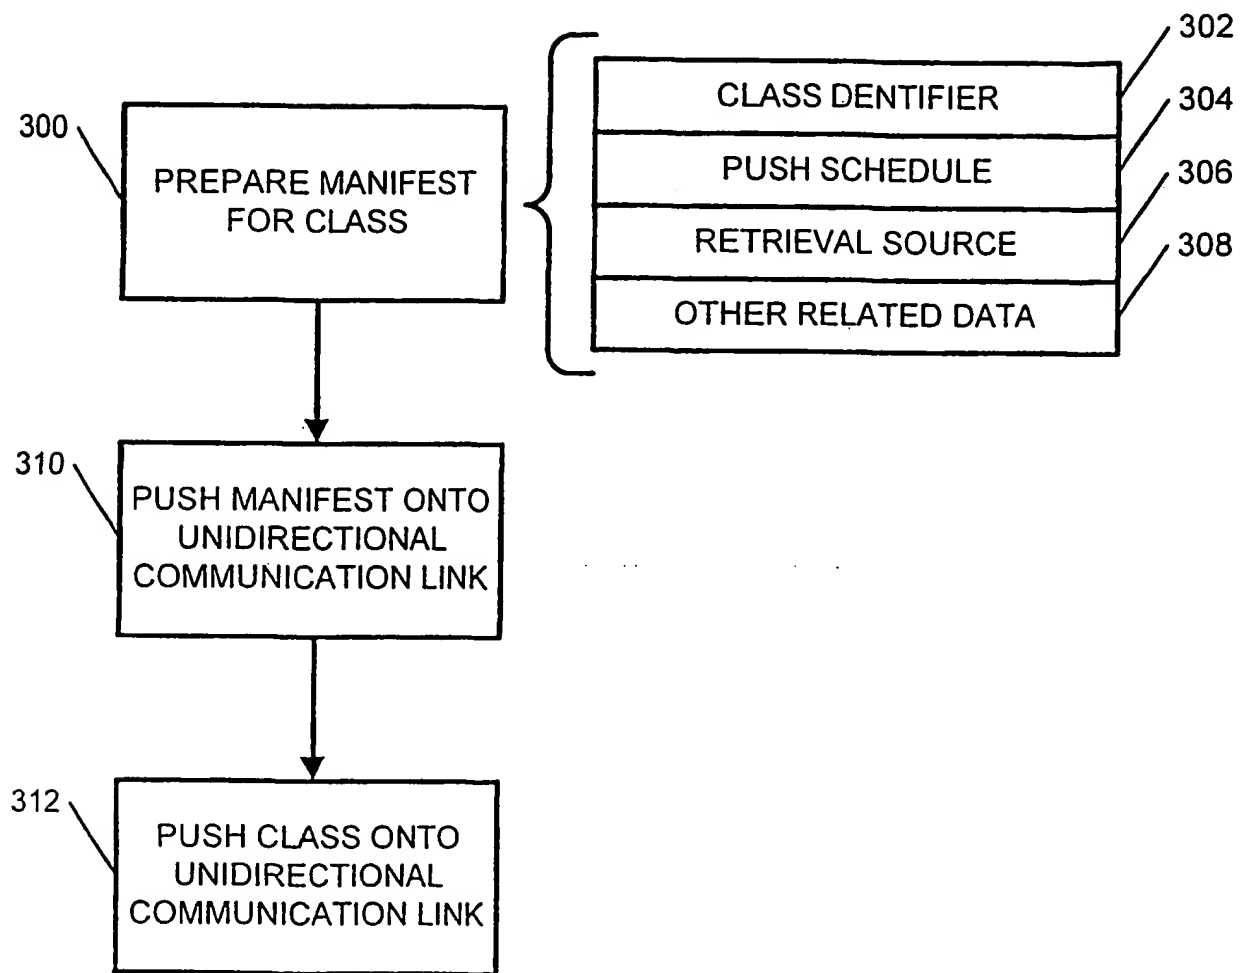 300
PREPARE MANIFEST
FOR CLASS
302
CLASS DENTIFIER
304
PUSH SCHEDULE
306
RETRIEVAL SOURCE
308
OTHER RELATED DATA
310
PUSH MANIFEST ONTO
UNIDIRECTIONAL
COMMUNICATION LINK
312
PUSH CLASS ONTO
UNIDIRECTIONAL
COMMUNICATION LINK